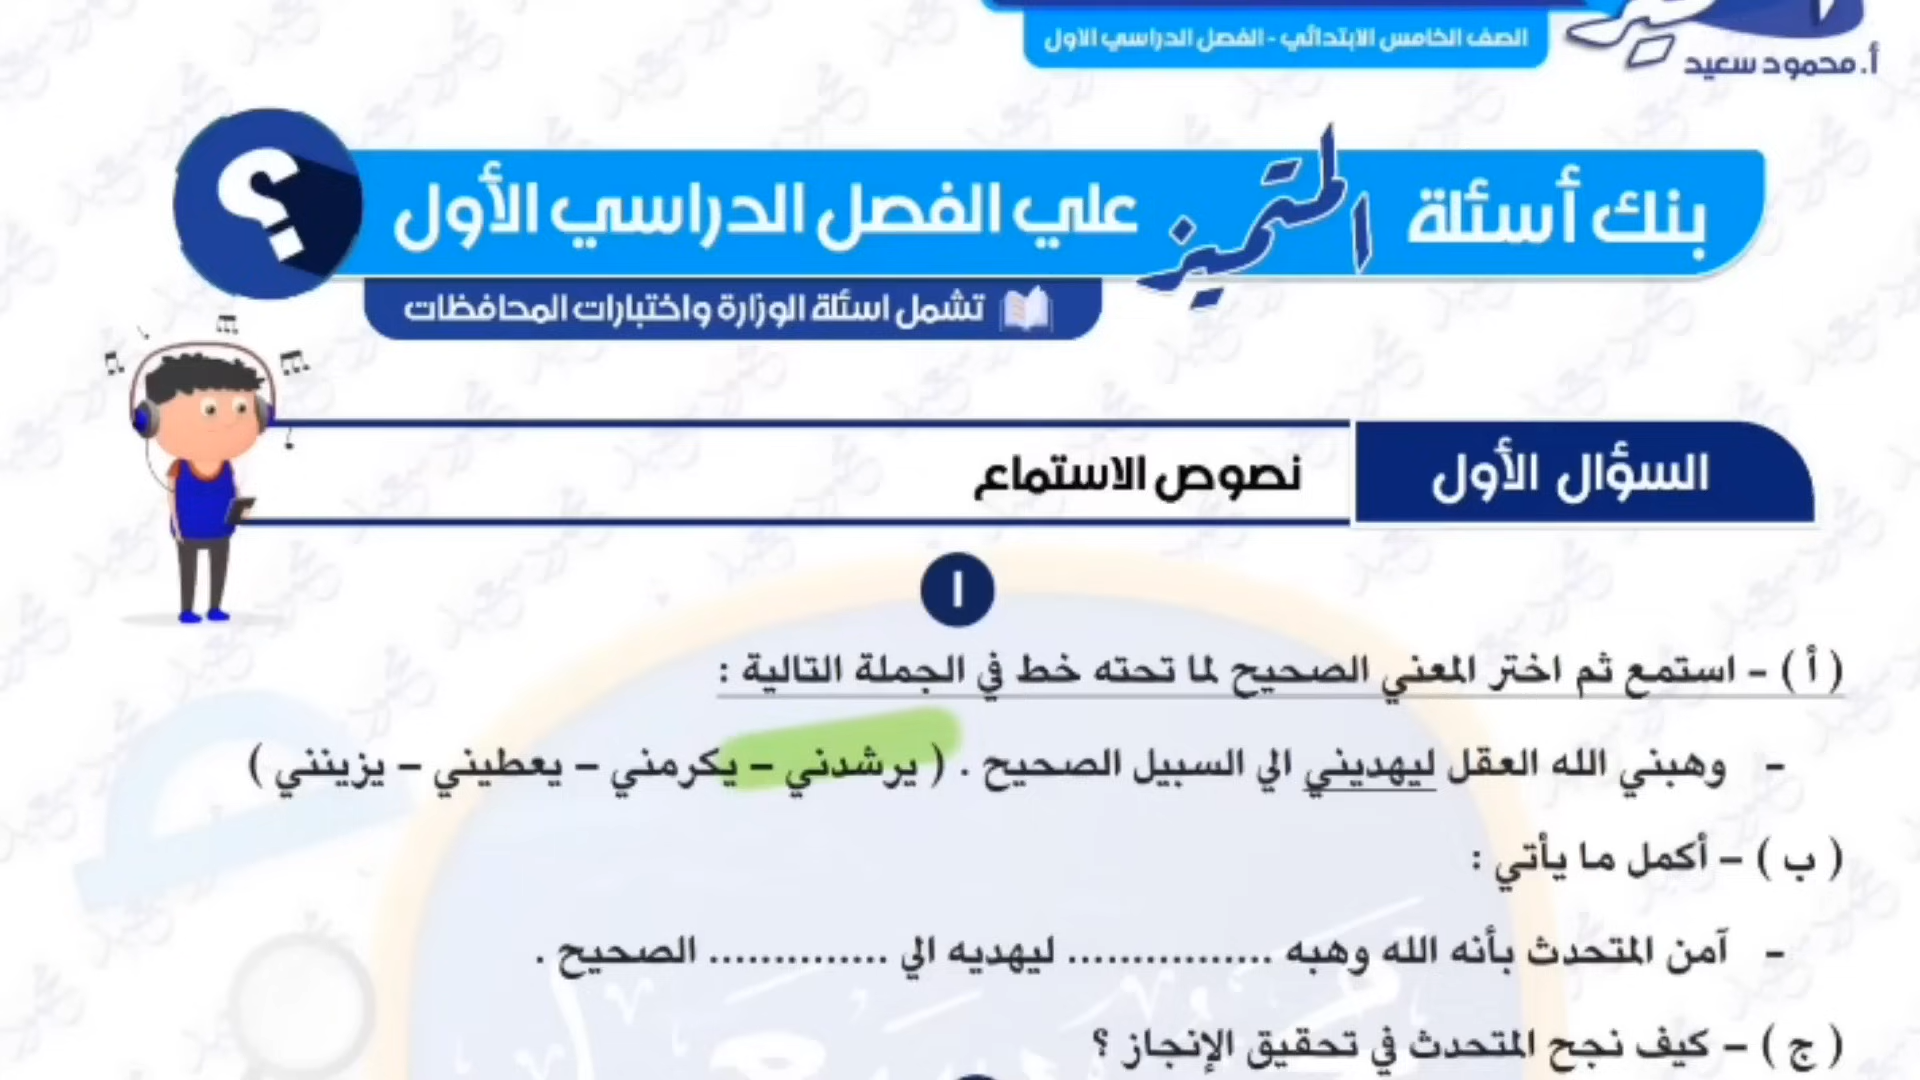 الصف الخامس الابتدائي - الفصل الدراسي الاول
أ. محمود سعيد
بنك أسئلة المتميز علي الفصل الدراسي الأول
تشمل اسئلة الوزارة واختبارات المحافظات
السؤال الأول
نصوص الاستماع
١
( أ ) - استمع ثم اختر المعني الصحيح لما تحته خط في الجملة التالية :
- وهبني الله العقل ليهديني الي السبيل الصحيح . ( يرشدني – يكرمني – يعطيني – يزينني )
( ب ) – أكمل ما يأتي :
- آمن المتحدث بأنه الله وهبه ................ ليهديه الي .............. الصحيح .
( ج ) – كيف نجح المتحدث في تحقيق الإنجاز ؟